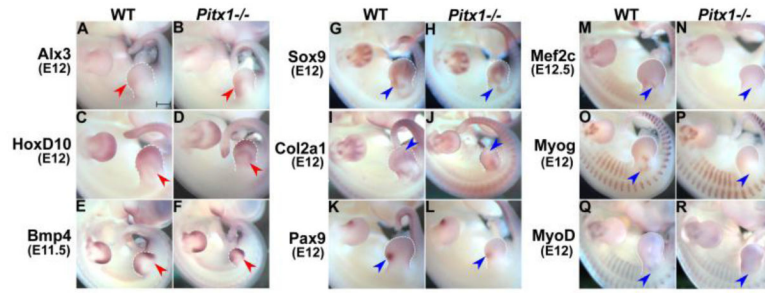 WT Pitx1-/- WT Pitx1-/- WT Pitx1-/-
A B G H M N
Alx3 Sox9 Mef2c
(E12) (E12) (E12.5)
C D I J O P
HoxD10 Col2a1 Myog
(E12) (E12) (E12)
E F K L Q R
Bmp4 Pax9 MyoD
(E11.5) (E12) (E12)